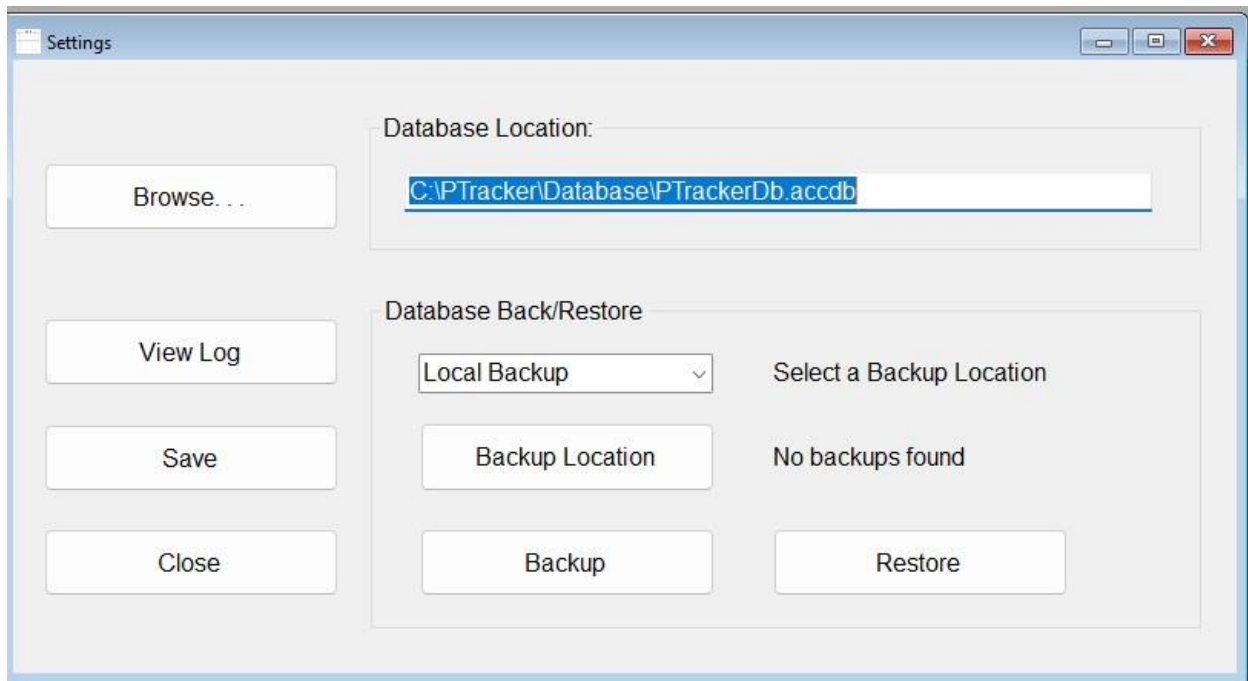 Settings
Database Location:
Browse. . .
C:\PTracker\Database\PTrackerDb.accdb
Database Back/Restore
View Log
Local Backup
Select a Backup Location
Save
Backup Location
No backups found
Close
Backup
Restore